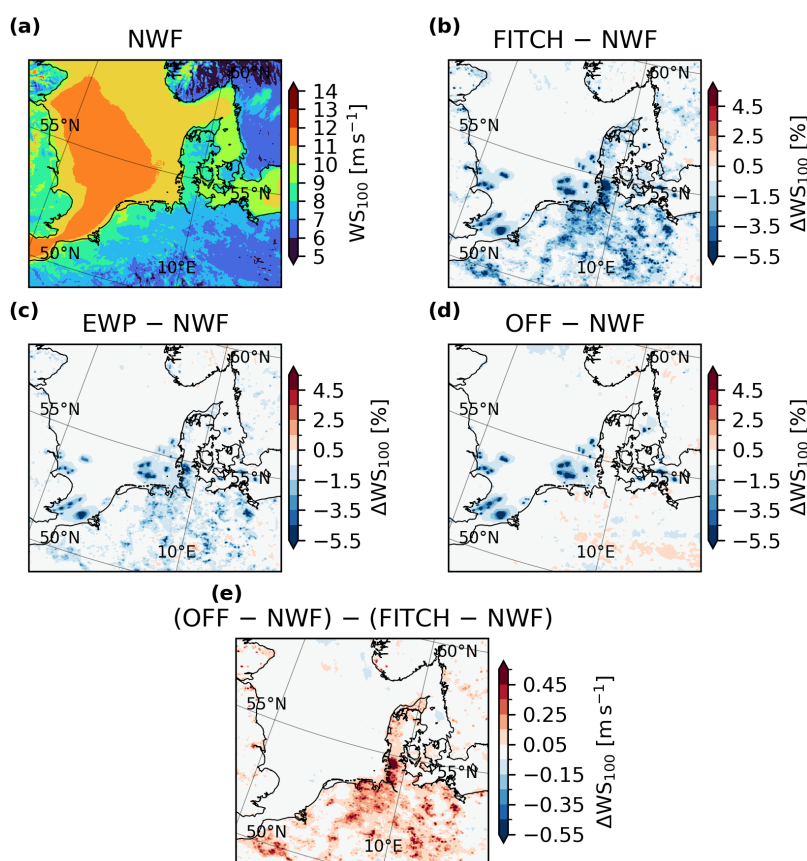 (a)
NWF
60°N
55°N
55°N
50°N
10°E
14
13
12
11
10
9
8
7
6
5
WS100 [m s−1]
(b)
FITCH − NWF
60°N
55°N
55°N
50°N
10°E
4.5
2.5
0.5
−1.5
−3.5
−5.5
ΔWS100 [%]
(c)
EWP − NWF
60°N
55°N
55°N
50°N
10°E
4.5
2.5
0.5
−1.5
−3.5
−5.5
ΔWS100 [%]
(d)
OFF − NWF
60°N
55°N
55°N
50°N
10°E
4.5
2.5
0.5
−1.5
−3.5
−5.5
ΔWS100 [%]
(e)
(OFF − NWF) − (FITCH − NWF)
60°N
55°N
55°N
50°N
10°E
0.45
0.25
0.05
−0.15
−0.35
−0.55
ΔWS100 [m s−1]